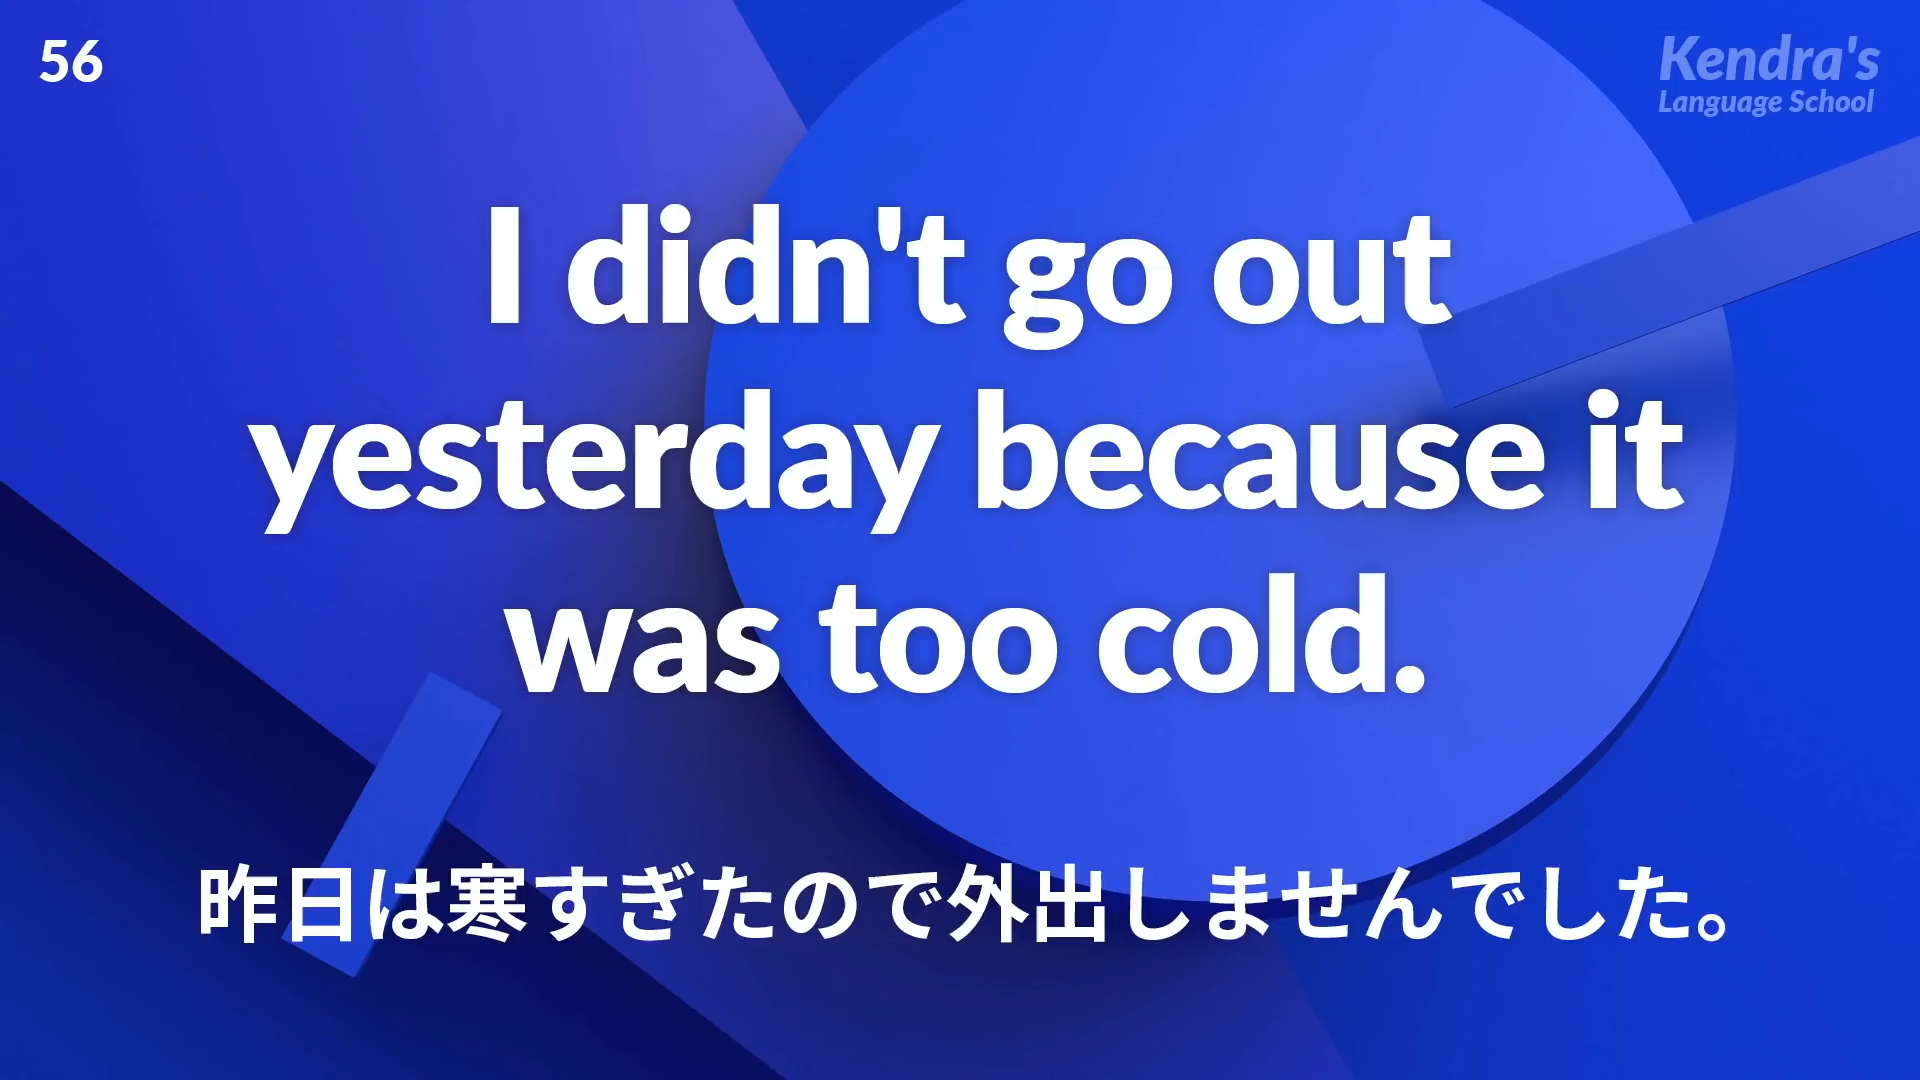 56
Kendra's
Language School
I didn't go out
yesterday because it
was too cold.
昨日は寒すぎたので外出しませんでした。